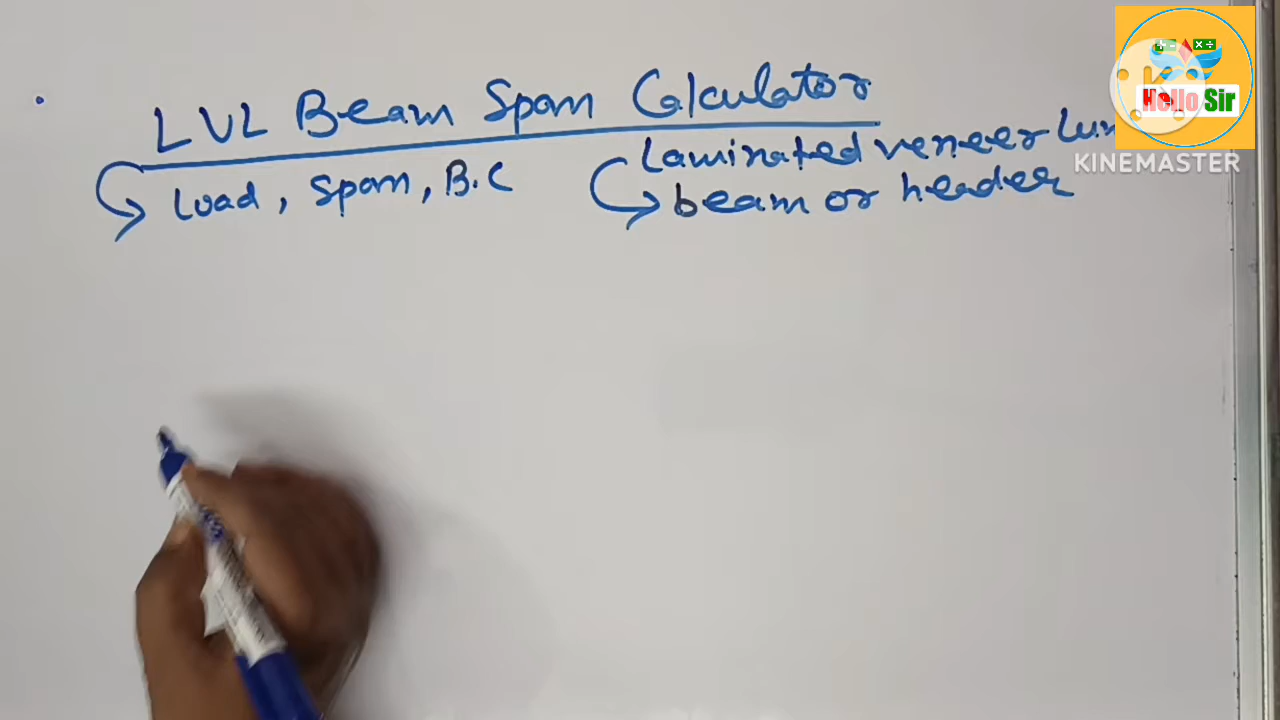 LVL Beam Span Calculator
Load, Span, B.C
Laminated veneer
beam or header
Hello Sir
KINEMASTER